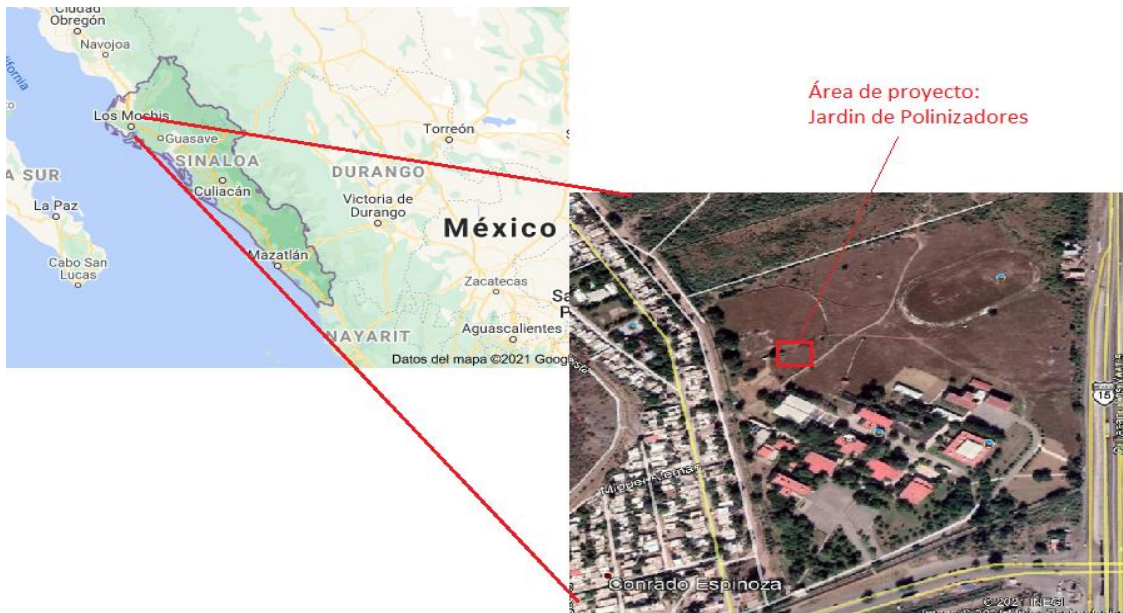 Ciudad
Obregón
Navojoa
Los Mochis
Guasave
SINALOA
Culiacán
Torreón
DURANGO
Victoria de
Durango
A SUR
La Paz
México
Mazatlán
Cabo San
Lucas
Zacatecas
NAYARIT
Aguascalientes
Datos del mapa ©2021
Área de proyecto:
Jardin de Polinizadores
15
Miguel
Conrado Espinoza
© 2021 INEGI